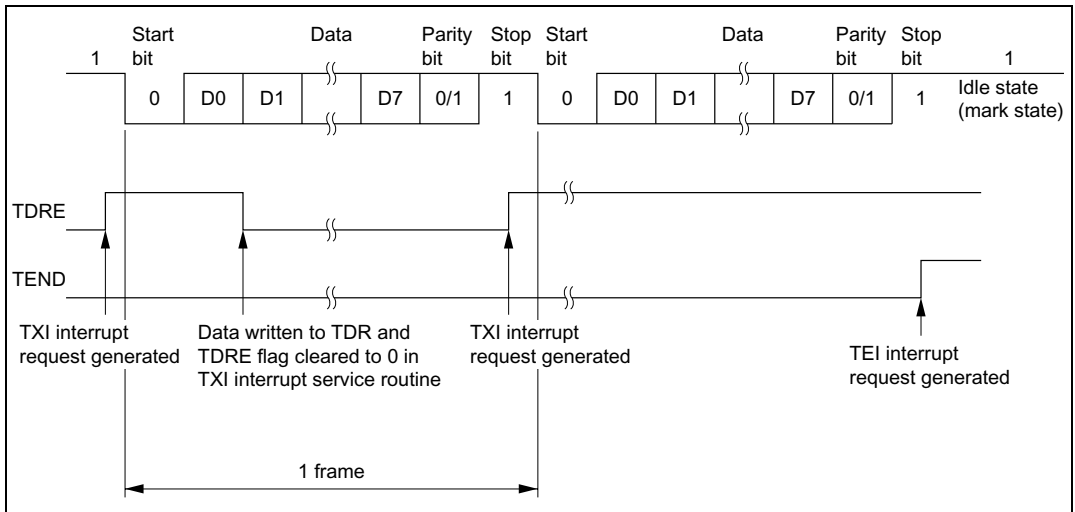 Start Data Parity Stop Start Data Parity Stop
1 bit bit bit bit bit bit 1
0 D0 D1 D7 0/1 1 0 D0 D1 D7 0/1 1 Idle state
(mark state)
TDRE
TEND
TXI interrupt
request generated
Data written to TDR and
TDRE flag cleared to 0 in
TXI interrupt service routine
TXI interrupt
request generated
TEI interrupt
request generated
1 frame